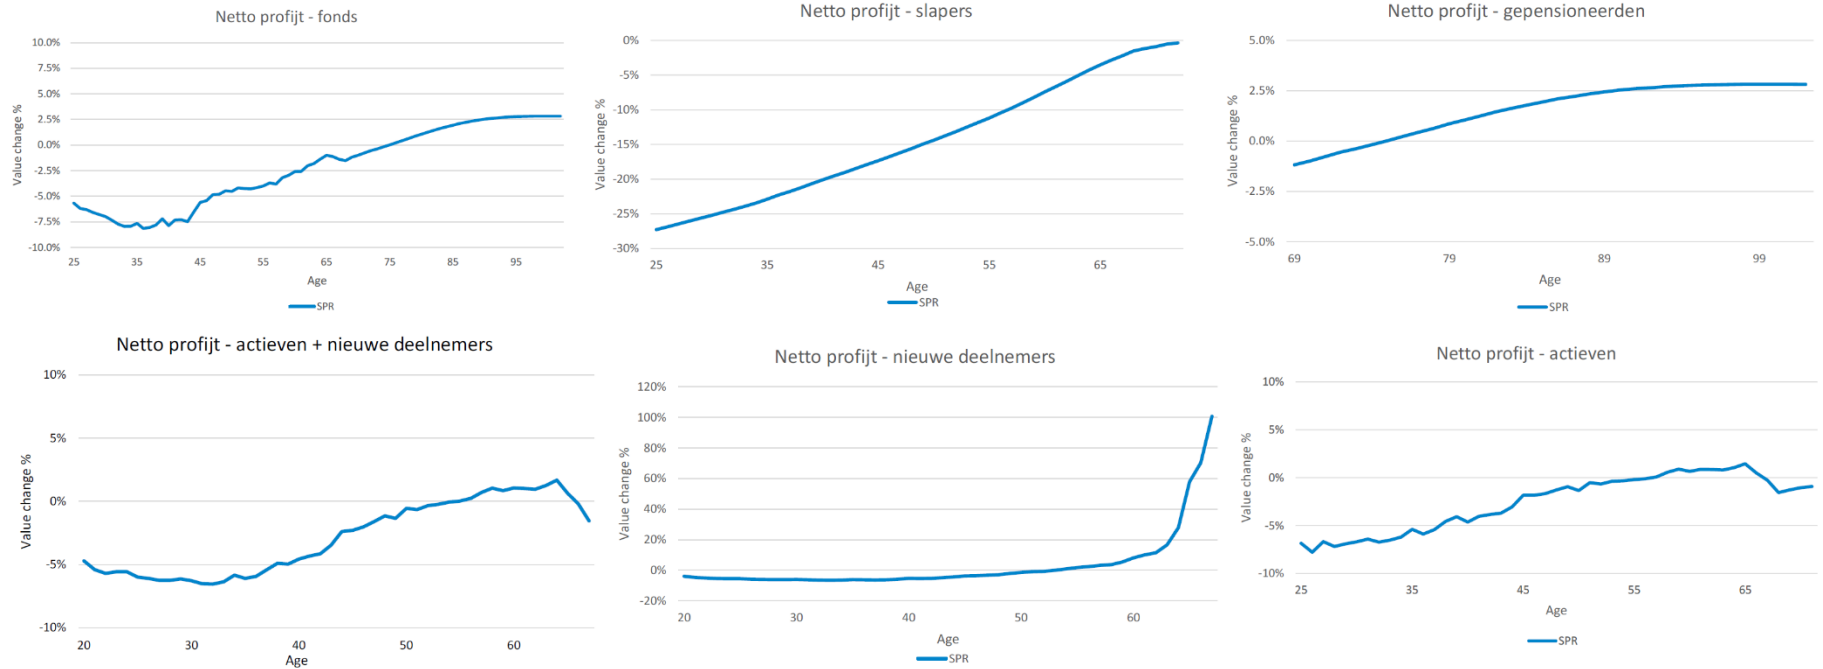 Netto profijt - fonds
10.0%
7.5%
5.0%
2.5%
0.0%
-2.5%
-5.0%
-7.5%
-10.0%
Value change %
25 35 45 55 65 75 85 95
Age
SPR
Netto profijt - slapers
0%
-5%
-10%
-15%
-20%
-25%
-30%
Value change %
25 35 45 55 65
Age
SPR
Netto profijt - gepensioneerden
5.0%
2.5%
0.0%
-2.5%
-5.0%
Value change %
69 79 89 99
Age
SPR
Netto profijt - actieven + nieuwe deelnemers
10%
5%
0%
-5%
-10%
Value change %
20 30 40 50 60
Age
Netto profijt - nieuwe deelnemers
120%
100%
80%
60%
40%
20%
0%
-20%
Value change %
20 30 40 50 60
Age
SPR
Netto profijt - actieven
10%
5%
0%
-5%
-10%
Value change %
25 35 45 55 65
Age
SPR